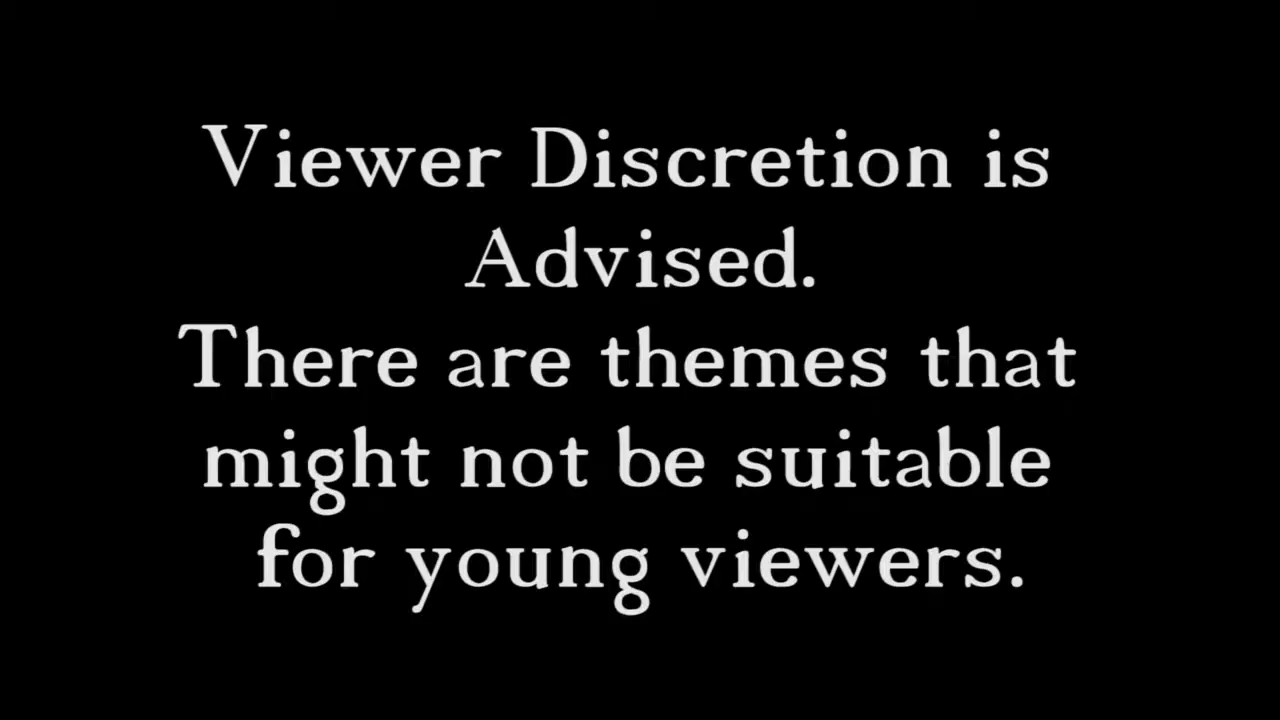 Viewer Discretion is
Advised.
There are themes that
might not be suitable
for young viewers.